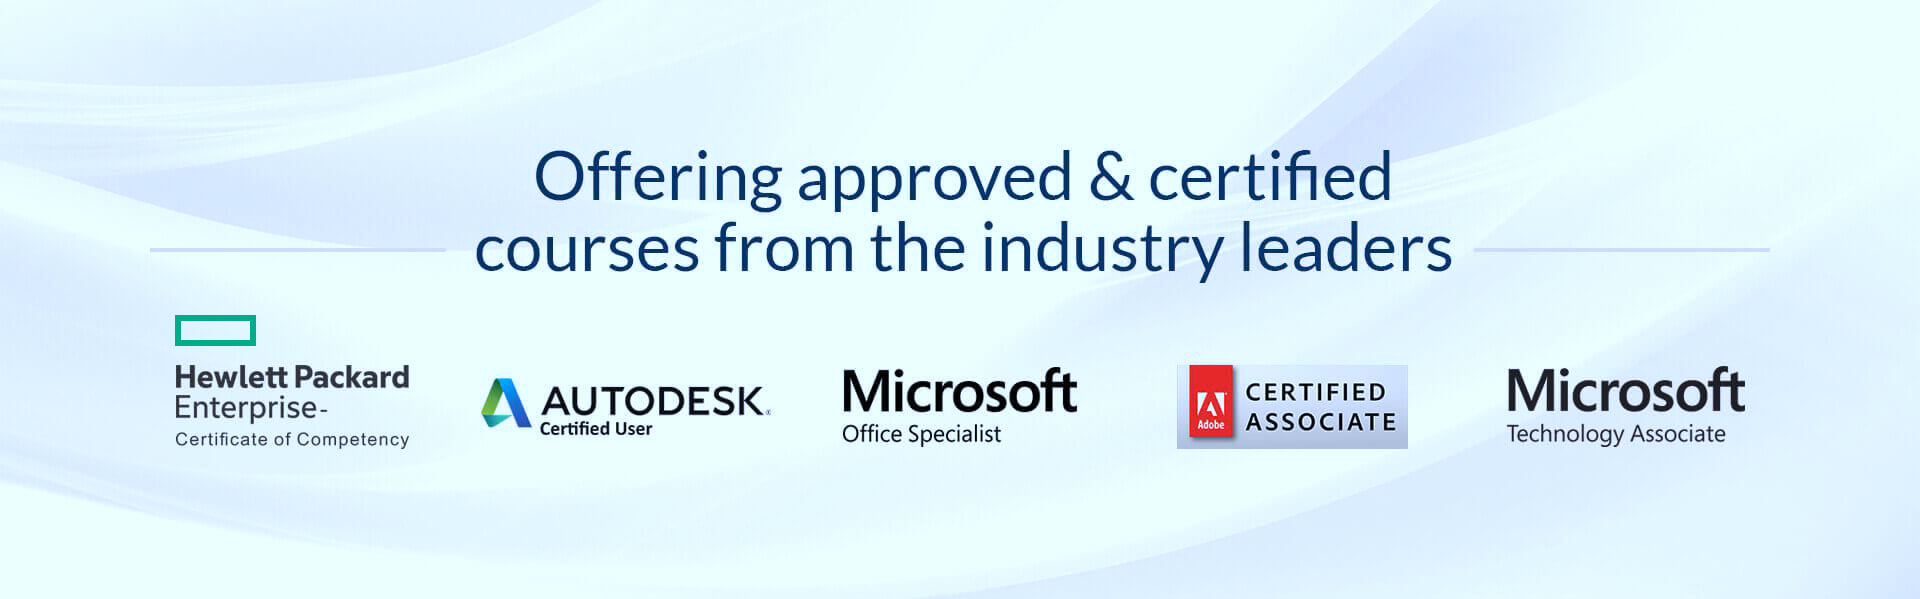 Offering approved & certified
courses from the industry leaders
Hewlett Packard
Enterprise-
Certificate of Competency
AUTODESK®
Certified User
Microsoft
Office Specialist
Adobe
CERTIFIED
ASSOCIATE
Microsoft
Technology Associate